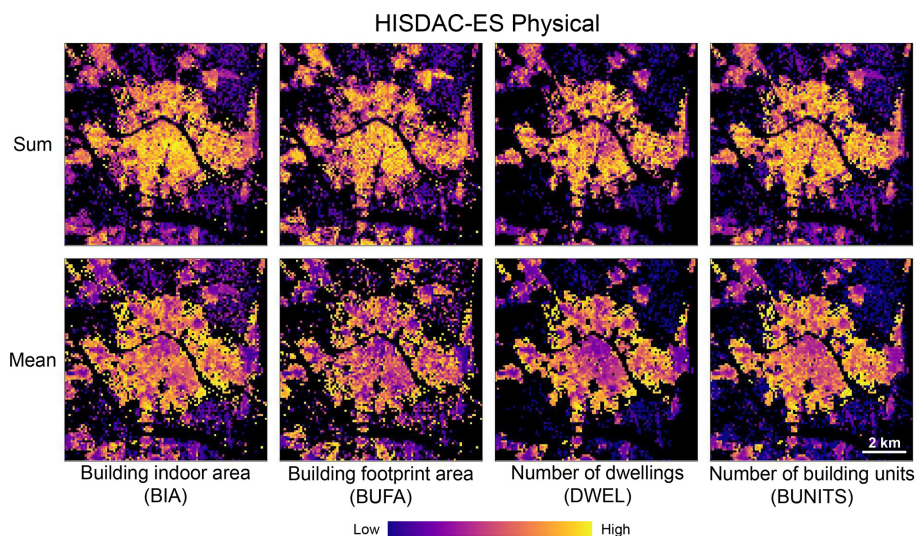 HISDAC-ES Physical
Sum
Mean
2 km
Building indoor area
(BIA)
Building footprint area
(BUFA)
Number of dwellings
(DWEL)
Number of building units
(BUNITS)
Low
High